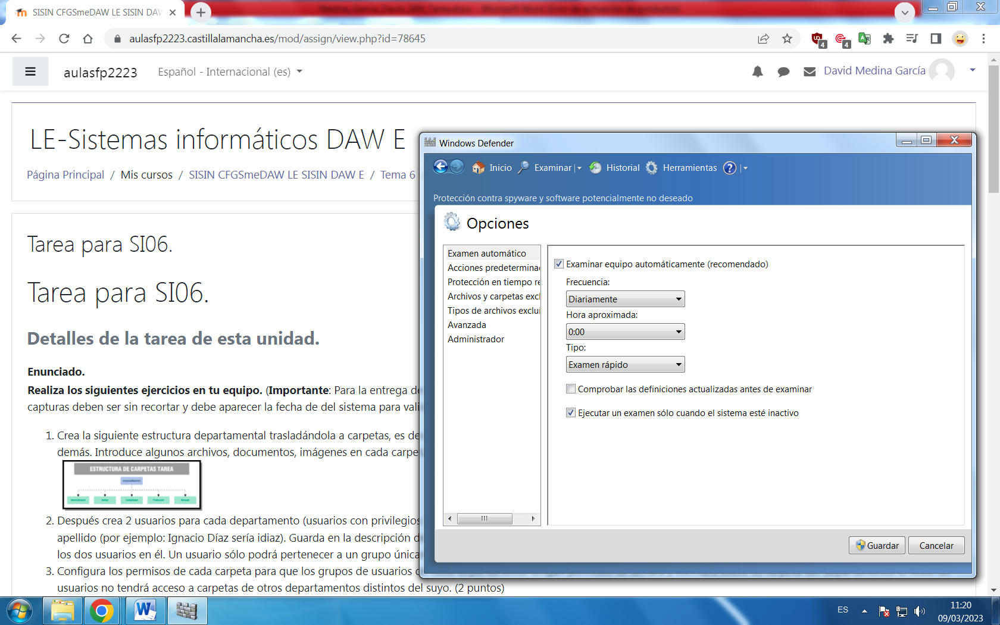 SISIN CFGSmeDAW LE SISIN DAW
aulasfp2223.castillalamancha.es/mod/assign/view.php?id=78645
4
4
aulasfp2223
Español - Internacional (es)
David Medina García
LE-Sistemas informáticos DAW E
Página Principal / Mis cursos / SISIN CFGSmeDAW LE SISIN DAW E / Tema 6
Tarea para SI06.
Tarea para SI06.
Detalles de la tarea de esta unidad.
Enunciado.
Realiza los siguientes ejercicios en tu equipo. (Importante: Para la entrega de
capturas deben ser sin recortar y debe aparecer la fecha de del sistema para vali
1. Crea la siguiente estructura departamental trasladándola a carpetas, es de
demás. Introduce algunos archivos, documentos, imágenes en cada carpe
ESTRUCTURA DE CARPETAS TAREA
2. Después crea 2 usuarios para cada departamento (usuarios con privilegios
apellido (por ejemplo: Ignacio Díaz sería idiaz). Guarda en la descripción d
los dos usuarios en él. Un usuario sólo podrá pertenecer a un grupo única
3. Configura los permisos de cada carpeta para que los grupos de usuarios
usuarios no tendrá acceso a carpetas de otros departamentos distintos del suyo. (2 puntos)
Windows Defender
Inicio
Examinar
Historial
Herramientas
?
Protección contra spyware y software potencialmente no deseado
Opciones
Examen automático
Acciones predetermina
Protección en tiempo re
Archivos y carpetas excl
Tipos de archivos exclui
Avanzada
Administrador
Examinar equipo automáticamente (recomendado)
Frecuencia:
Diariamente
Hora aproximada:
0:00
Tipo:
Examen rápido
Comprobar las definiciones actualizadas antes de examinar
Ejecutar un examen sólo cuando el sistema esté inactivo
Guardar
Cancelar
ES
11:20
09/03/2023